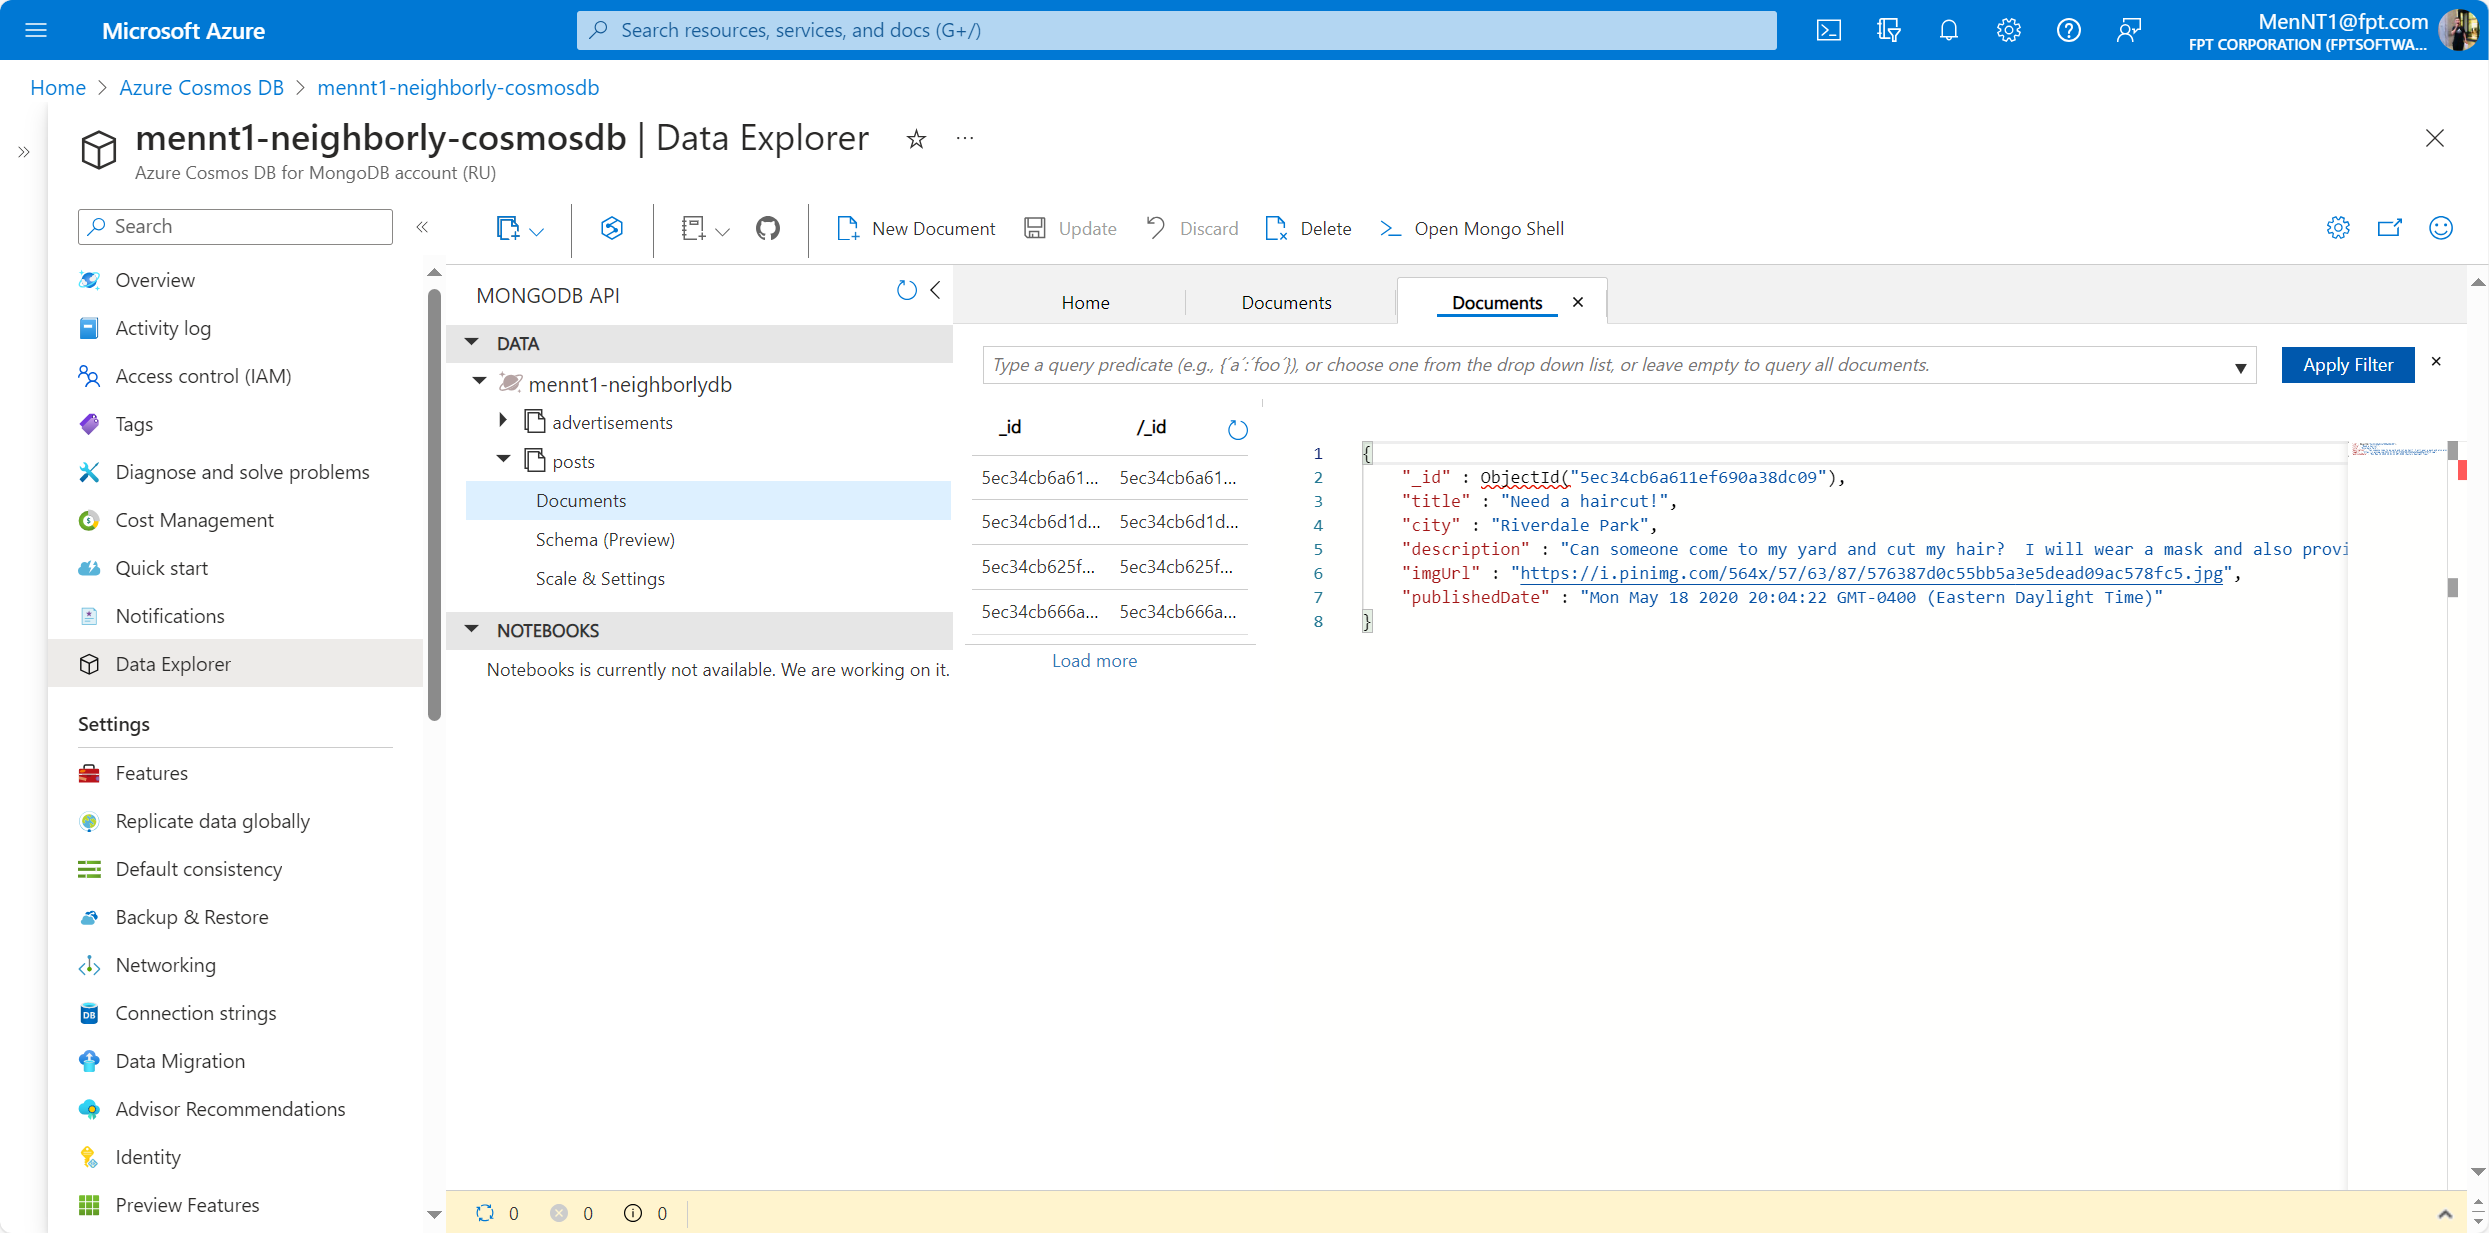 Microsoft Azure
Search resources, services, and docs (G+/)
MenNT1@fpt.com
FPT CORPORATION (FPTSOFTWA...
Home > Azure Cosmos DB > mennt1-neighborly-cosmosdb
mennt1-neighborly-cosmosdb | Data Explorer
Azure Cosmos DB for MongoDB account (RU)
Search
Overview
Activity log
Access control (IAM)
Tags
Diagnose and solve problems
Cost Management
Quick start
Notifications
Data Explorer
Settings
Features
Replicate data globally
Default consistency
Backup & Restore
Networking
Connection strings
Data Migration
Advisor Recommendations
Identity
Preview Features
New Document
Update
Discard
Delete
Open Mongo Shell
MONGODB API
DATA
mennt1-neighborlydb
advertisements
posts
Documents
Schema (Preview)
Scale & Settings
NOTEBOOKS
Notebooks is currently not available. We are working on it.
Home
Documents
Documents
Type a query predicate (e.g., {´a´:´foo´}), or choose one from the drop down list, or leave empty to query all documents.
Apply Filter
_id /_id
5ec34cb6a61... 5ec34cb6a61...
5ec34cb6d1d... 5ec34cb6d1d...
5ec34cb625f... 5ec34cb625f...
5ec34cb666a... 5ec34cb666a...
Load more
1 {
2 "_id" : ObjectId("5ec34cb6a611ef690a38dc09"),
3 "title" : "Need a haircut!",
4 "city" : "Riverdale Park",
5 "description" : "Can someone come to my yard and cut my hair?  I will wear a mask and also provi
6 "imgUrl" : "https://i.pinimg.com/564x/57/63/87/576387d0c55bb5a3e5dead09ac578fc5.jpg",
7 "publishedDate" : "Mon May 18 2020 20:04:22 GMT-0400 (Eastern Daylight Time)"
8 }
0 0 0